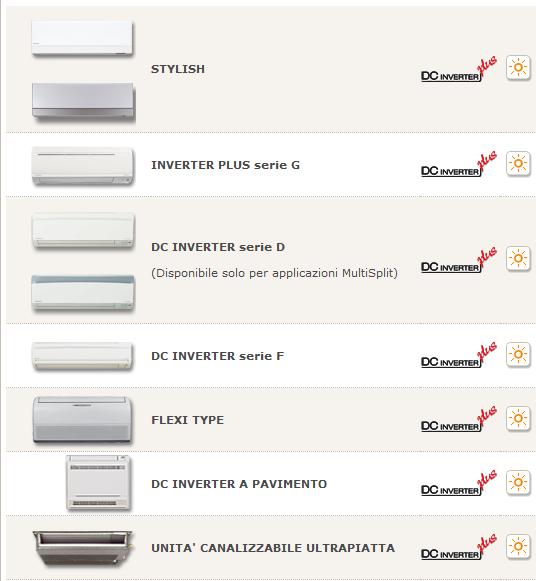 STYLISH
DC INVERTER plus
INVERTER PLUS serie G
DC INVERTER plus
DC INVERTER serie D
(Disponibile solo per applicazioni MultiSplit)
DC INVERTER plus
DC INVERTER serie F
DC INVERTER plus
FLEXI TYPE
DC INVERTER plus
DC INVERTER A PAVIMENTO
DC INVERTER plus
UNITA' CANALIZZABILE ULTRAPIATTA
DC INVERTER plus